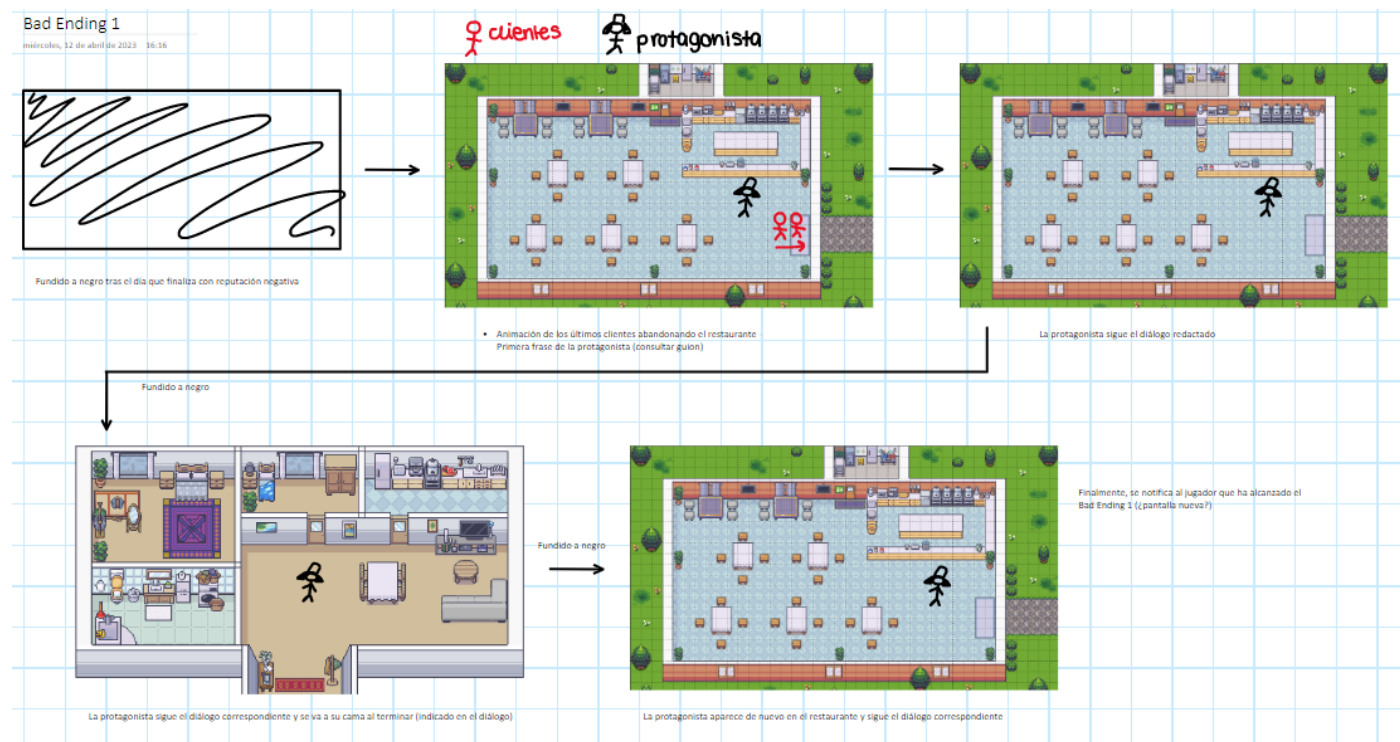 Bad Ending 1
miércoles, 12 de abril de 2023 16:16
clientes
protagonista
Fundido a negro tras el día que finaliza con reputación negativa
• Animación de los últimos clientes abandonando el restaurante
Primera frase de la protagonista (consultar guion)
La protagonista sigue el diálogo redactado
Fundido a negro
La protagonista sigue el diálogo correspondiente y se va a su cama al terminar (indicado en el diálogo)
Fundido a negro
La protagonista aparece de nuevo en el restaurante y sigue el diálogo correspondiente
Finalmente, se notifica al jugador que ha alcanzado el
Bad Ending 1 (¿pantalla nueva?)